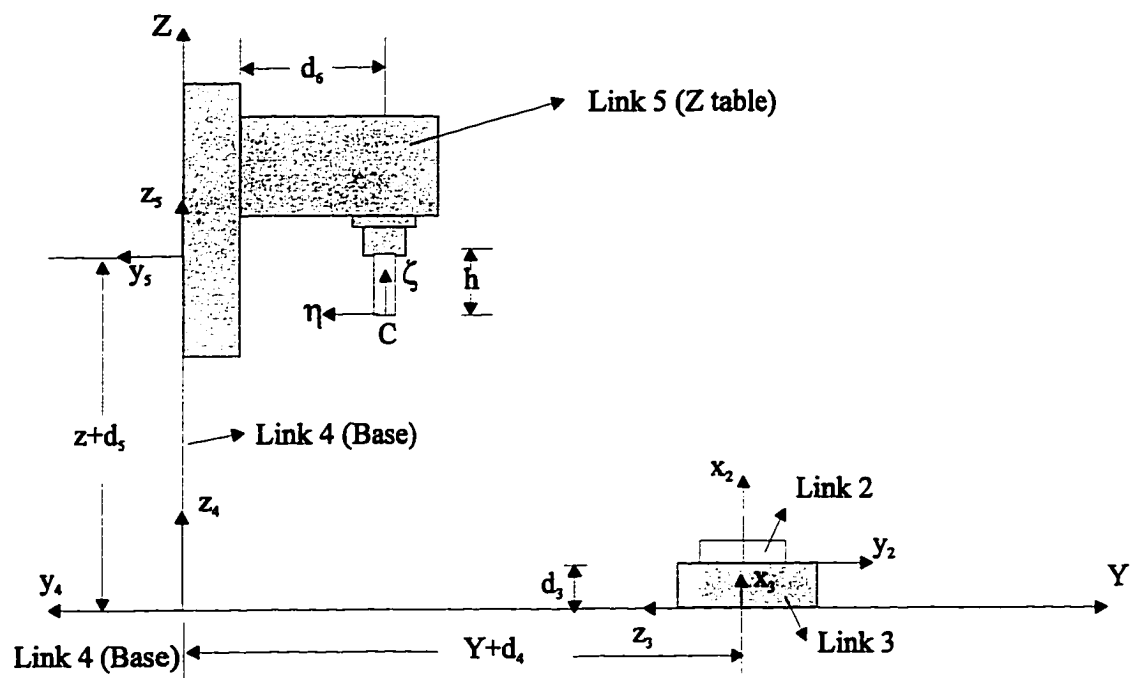 Z
d₆
Link 5 (Z table)
z₅
y₅
ζ
h
η
C
z+d₅
Link 4 (Base)
z₄
x₂
Link 2
y₂
y₄
d₃
x₃
Y
z₃
Link 3
Link 4 (Base)
Y+d₄